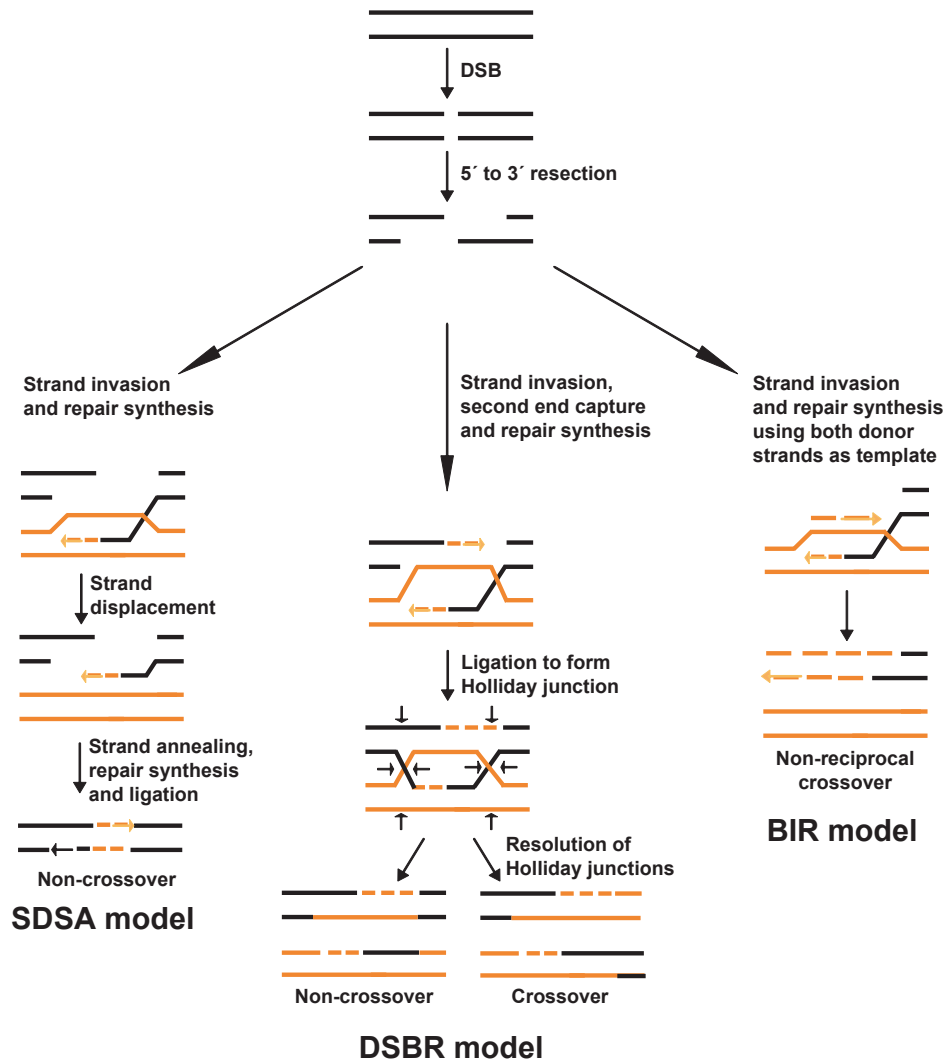 DSB
5´ to 3´ resection
Strand invasion
and repair synthesis
Strand
displacement
Strand annealing,
repair synthesis
and ligation
Non-crossover
SDSA model
Strand invasion,
second end capture
and repair synthesis
Ligation to form
Holliday junction
Resolution of
Holliday junctions
Non-crossover
Crossover
DSBR model
Strand invasion
and repair synthesis
using both donor
strands as template
Non-reciprocal
crossover
BIR model